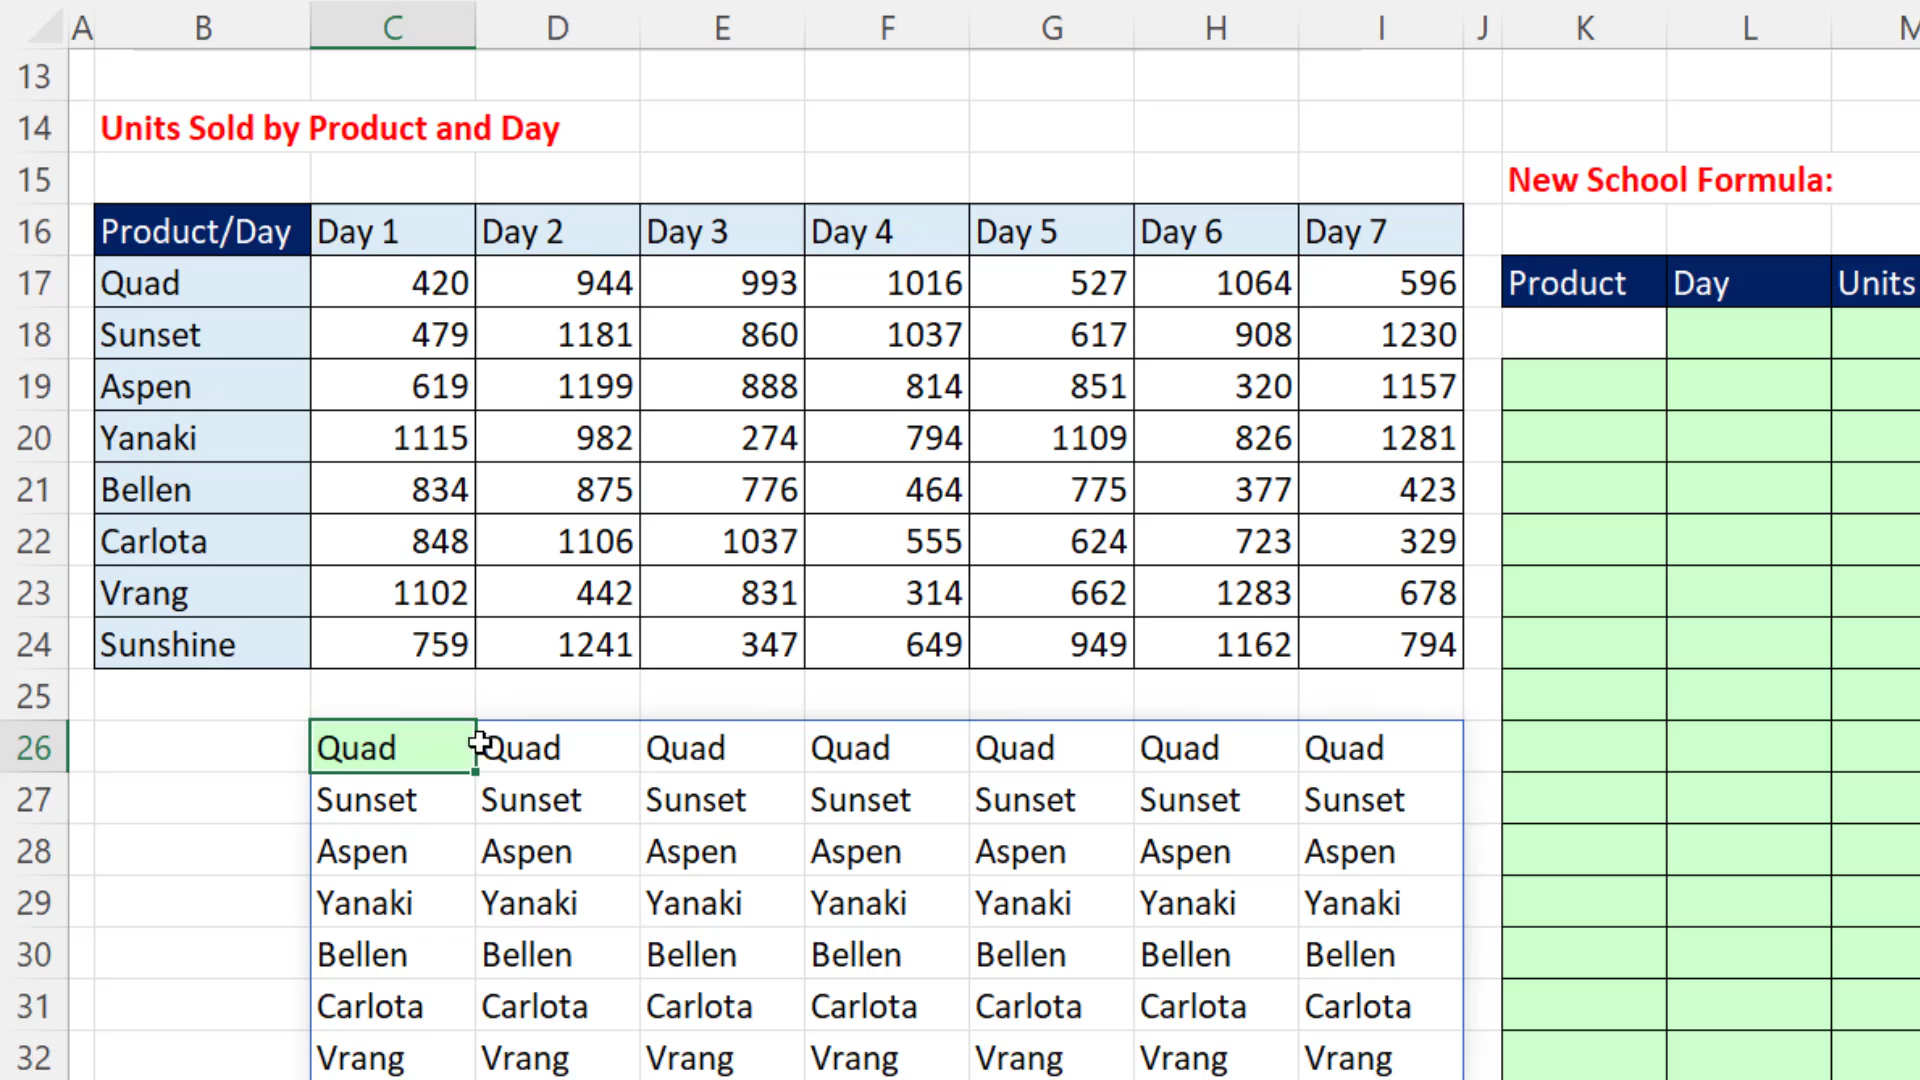 A B C D E F G H I J K L M
13
14 Units Sold by Product and Day
15 New School Formula:
16 Product/Day Day 1 Day 2 Day 3 Day 4 Day 5 Day 6 Day 7
17 Quad 420 944 993 1016 527 1064 596 Product Day Units
18 Sunset 479 1181 860 1037 617 908 1230
19 Aspen 619 1199 888 814 851 320 1157
20 Yanaki 1115 982 274 794 1109 826 1281
21 Bellen 834 875 776 464 775 377 423
22 Carlota 848 1106 1037 555 624 723 329
23 Vrang 1102 442 831 314 662 1283 678
24 Sunshine 759 1241 347 649 949 1162 794
25
26 Quad Quad Quad Quad Quad Quad Quad
27 Sunset Sunset Sunset Sunset Sunset Sunset Sunset
28 Aspen Aspen Aspen Aspen Aspen Aspen Aspen
29 Yanaki Yanaki Yanaki Yanaki Yanaki Yanaki Yanaki
30 Bellen Bellen Bellen Bellen Bellen Bellen Bellen
31 Carlota Carlota Carlota Carlota Carlota Carlota Carlota
32 Vrang Vrang Vrang Vrang Vrang Vrang Vrang